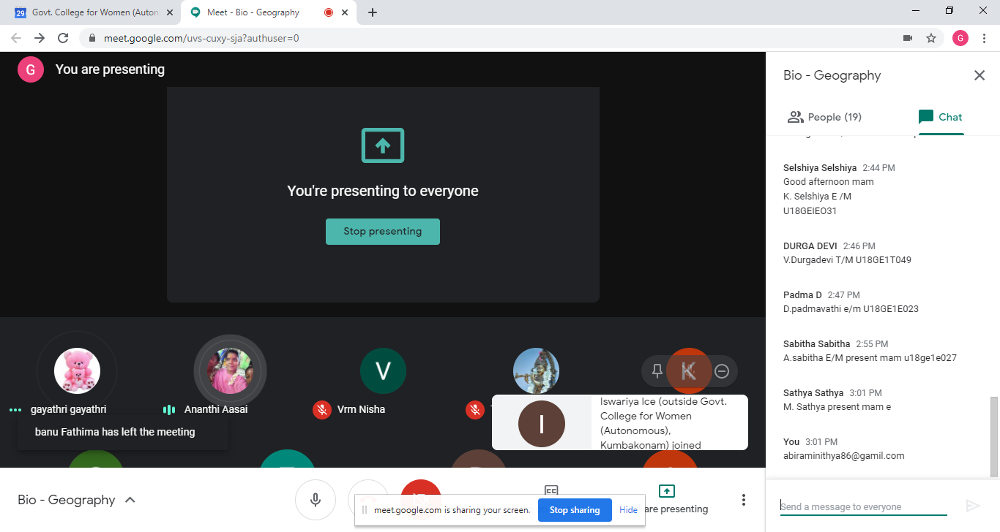 Govt. College for Women (Auton
Meet - Bio - Geography
meet.google.com/uvs-cuxy-sja?authuser=0
G
G
You are presenting
You're presenting to everyone
Stop presenting
gayathri gayathri
Ananthi Aasai
V
Vrm Nisha
K
banu Fathima has left the meeting
I
Iswariya Ice (outside Govt.
College for Women
(Autonomous),
Kumbakonam) joined
Bio - Geography
meet.google.com is sharing your screen.
Stop sharing
Hide
are presenting
Bio - Geography
People (19)
Chat
Selshiya Selshiya 2:44 PM
Good afternoon mam
K. Selshiya E /M
U18GEIEO31
DURGA DEVI 2:46 PM
V.Durgadevi T/M U18GE1T049
Padma D 2:47 PM
D.padmavathi e/m U18GE1E023
Sabitha Sabitha 2:55 PM
A.sabitha E/M present mam u18ge1e027
Sathya Sathya 3:01 PM
M. Sathya present mam e
You 3:01 PM
abiraminithya86@gamil.com
Send a message to everyone